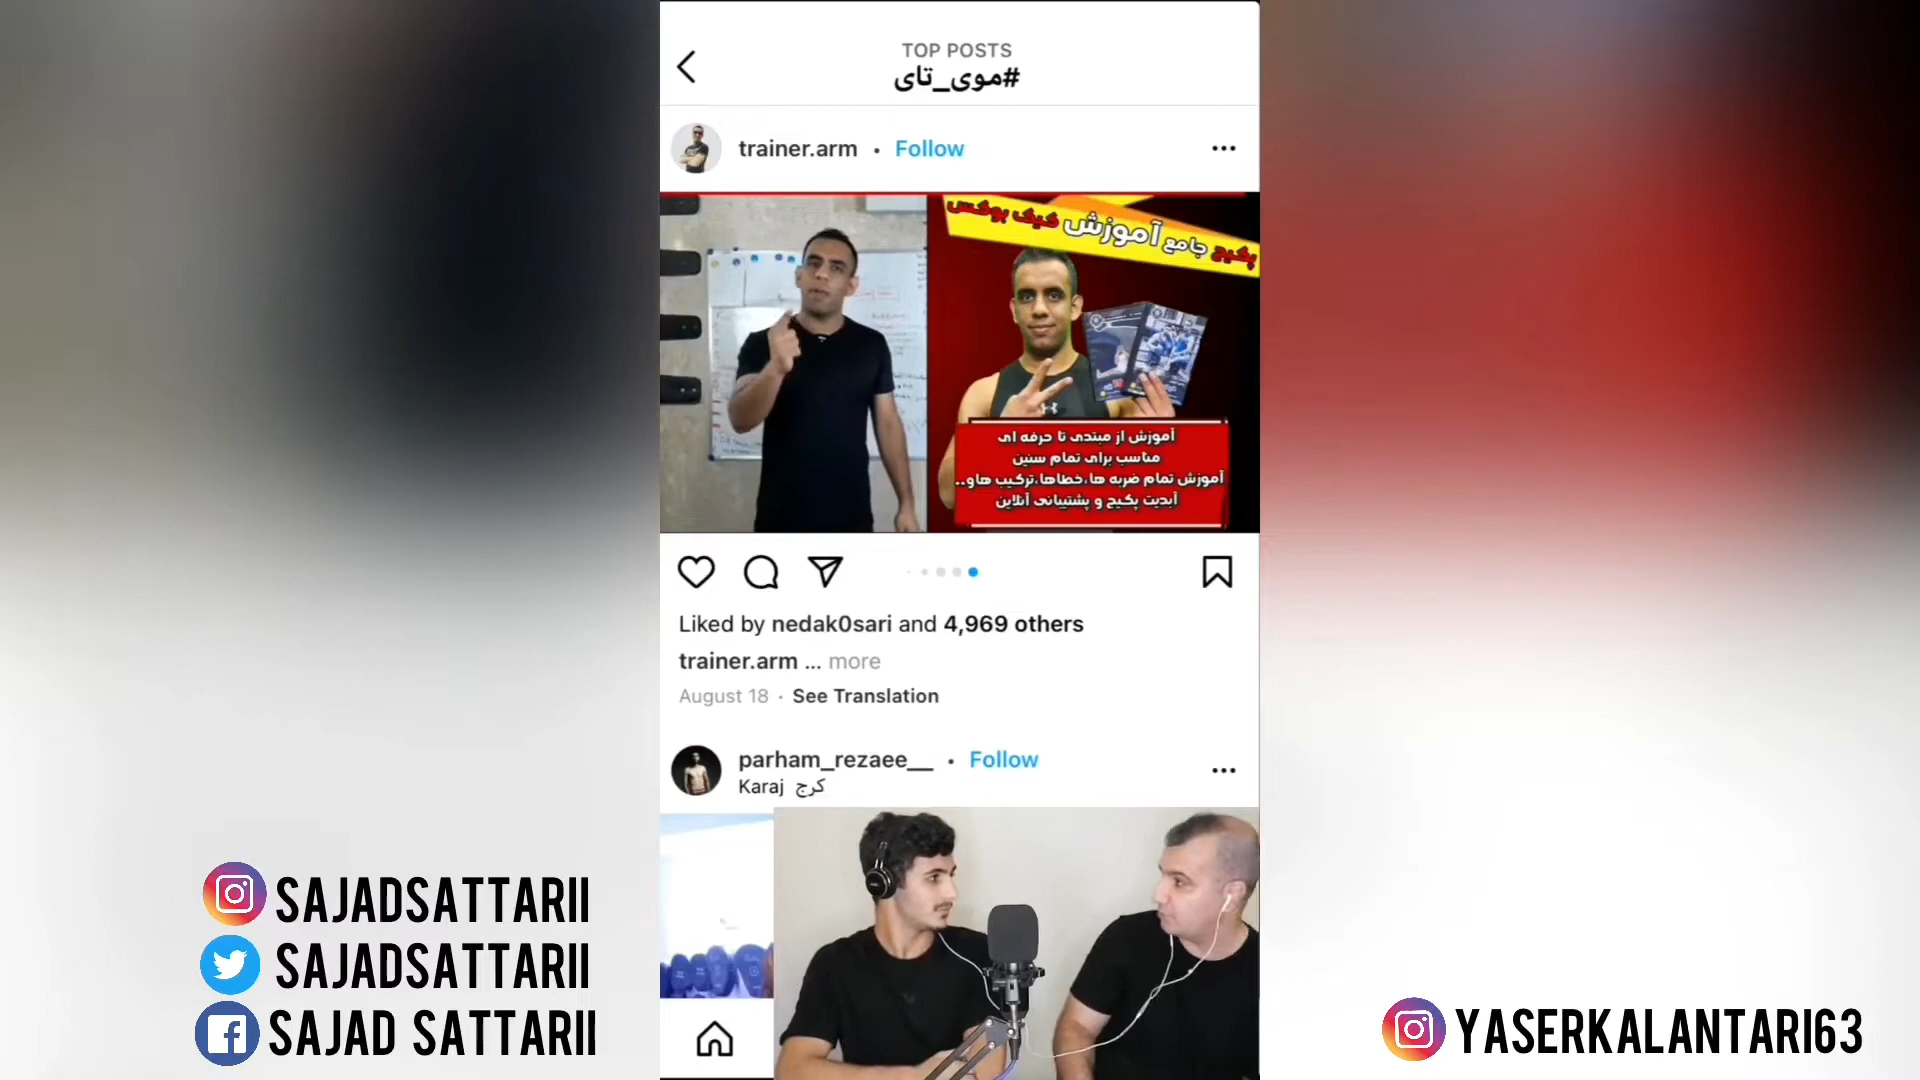 TOP POSTS
#موی_تای
trainer.arm • Follow
پکیج جامع آموزش کیک بوکس
آموزش از مبتدی تا حرفه ای
مناسب برای تمام سنین
آموزش تمام ضربه ها،خطاها،ترکیب هاو..
آبدیت پکیج و پشتیبانی آنلاین
Liked by nedak0sari and 4,969 others
trainer.arm ... more
August 18 · See Translation
parham_rezaee__ • Follow
Karaj کرج
SAJADSATTARII
SAJADSATTARII
SAJAD SATTARII
YASERKALANTARI63